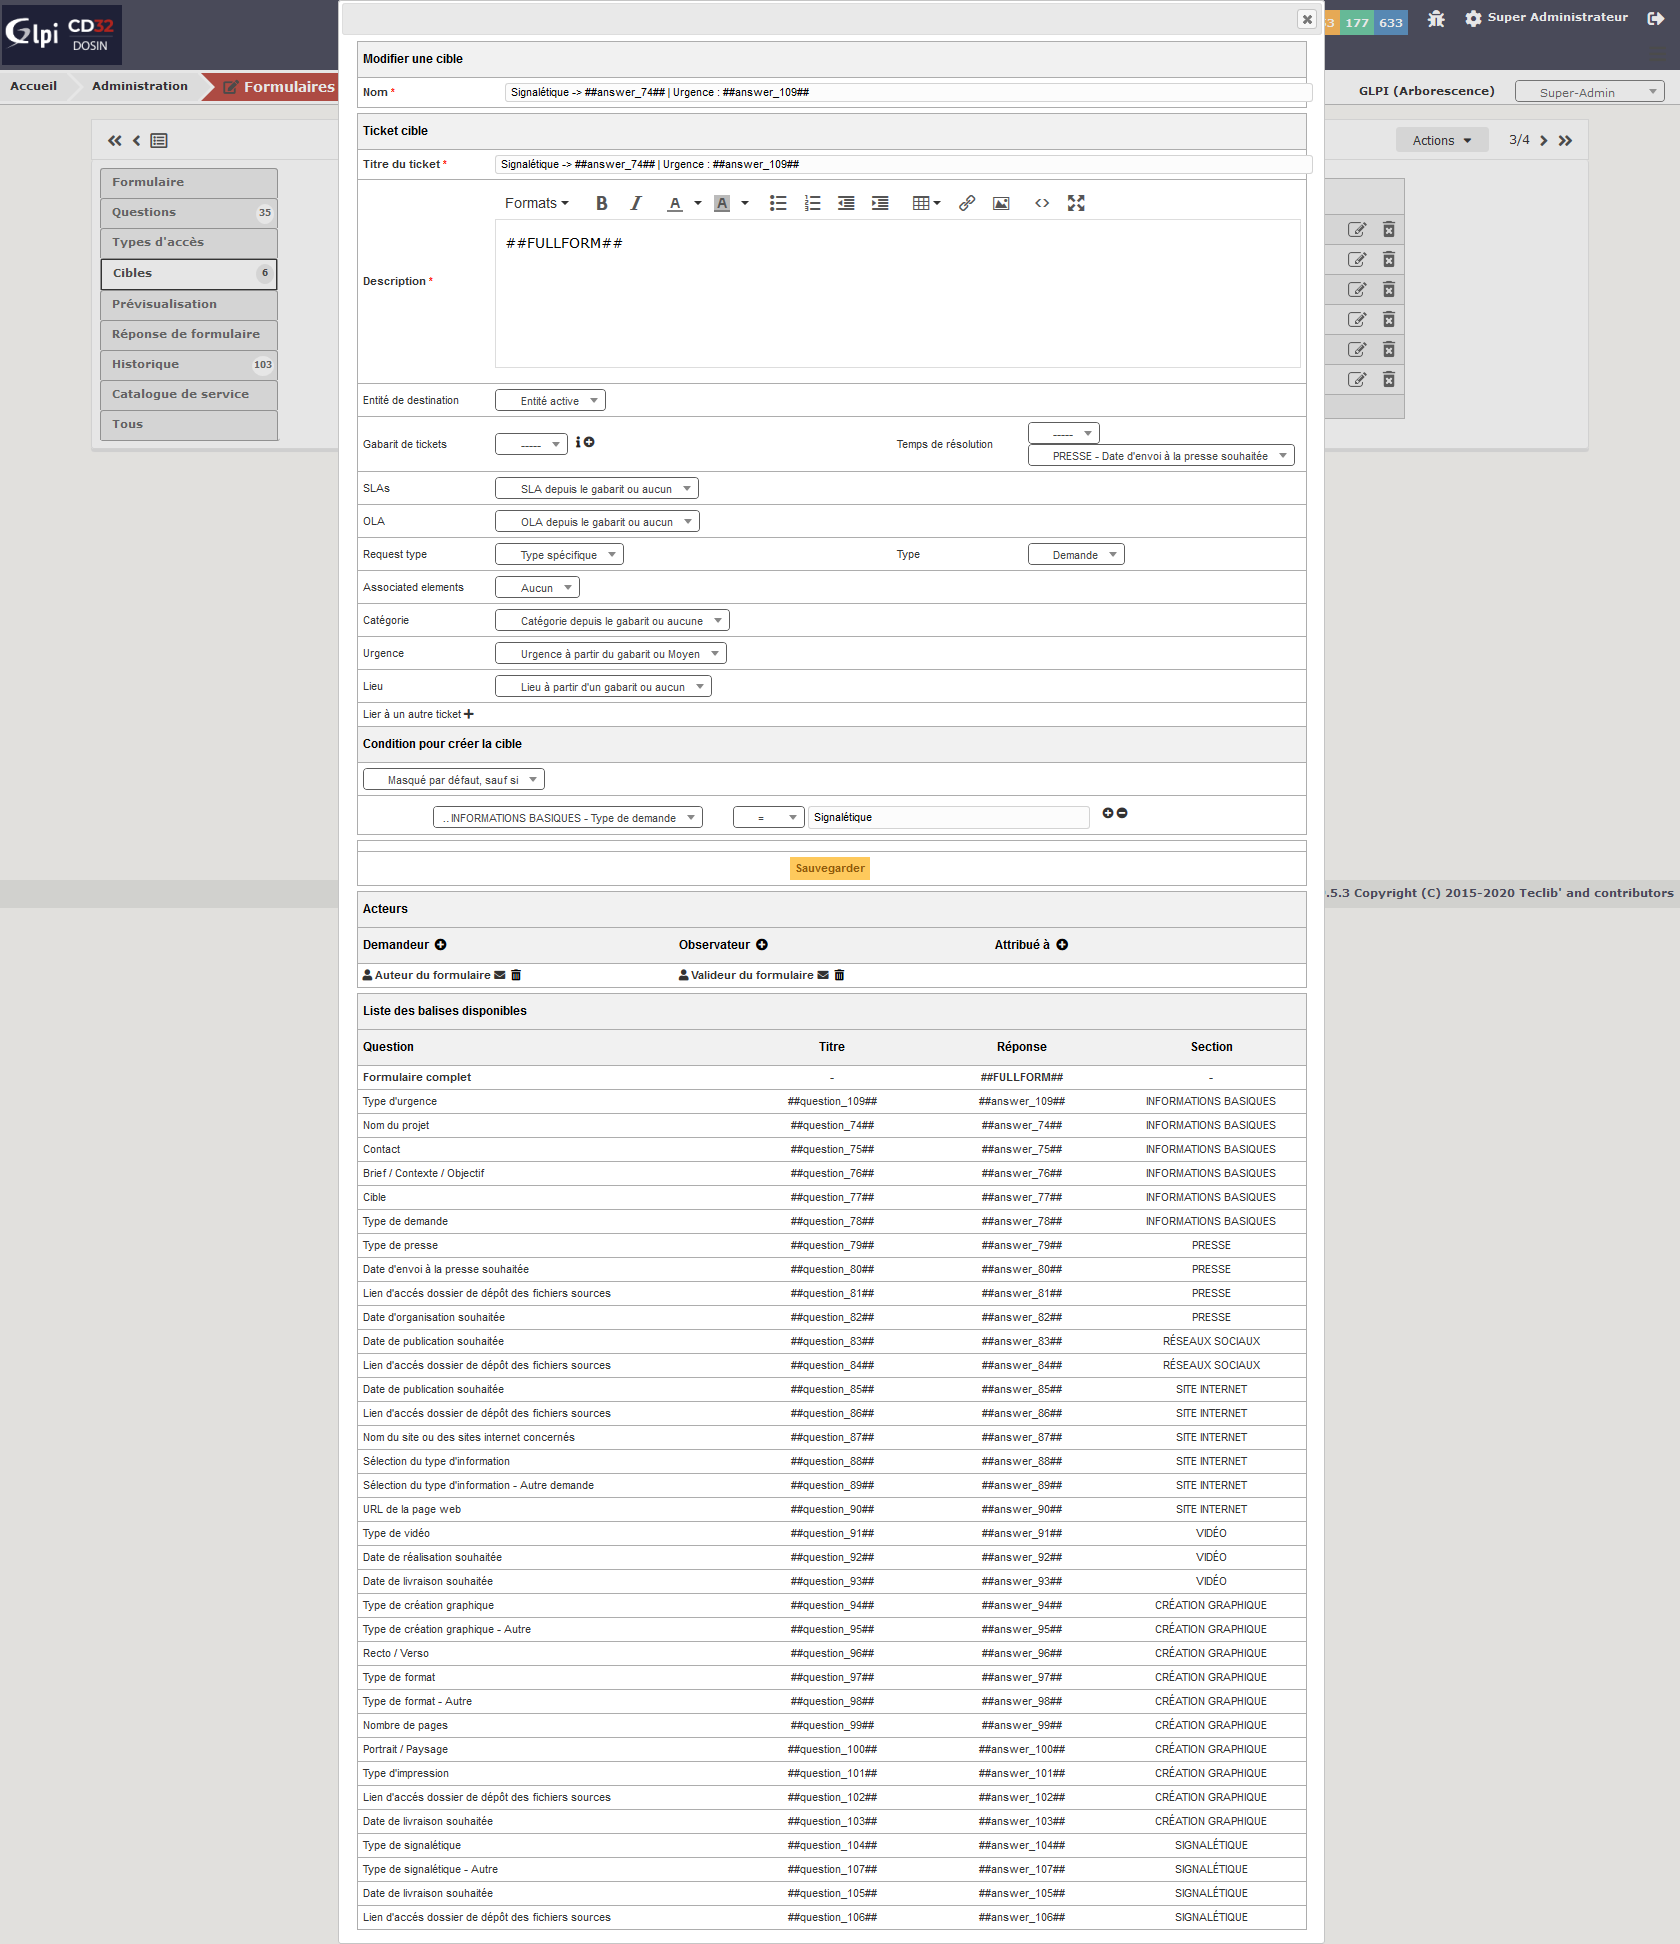 Glpi CD32 DOSIN
177 633
Super Administrateur
Accueil Administration Formulaires
GLPI (Arborescence) Super-Admin
Actions 3/4
Formulaire
Questions 35
Types d'accès
Cibles 6
Prévisualisation
Réponse de formulaire
Historique 103
Catalogue de service
Tous
Modifier une cible
Nom * Signalétique -> ##answer_74## | Urgence : ##answer_109##
Ticket cible
Titre du ticket * Signalétique -> ##answer_74## | Urgence : ##answer_109##
Formats B I A A
##FULLFORM##
Description *
Entité de destination Entité active
Gabarit de tickets ----- Temps de résolution -----
PRESSE - Date d'envoi à la presse souhaitée
SLAs SLA depuis le gabarit ou aucun
OLA OLA depuis le gabarit ou aucun
Request type Type spécifique Type Demande
Associated elements Aucun
Catégorie Catégorie depuis le gabarit ou aucune
Urgence Urgence à partir du gabarit ou Moyen
Lieu Lieu à partir d'un gabarit ou aucun
Lier à un autre ticket
Condition pour créer la cible
Masqué par défaut, sauf si
.. INFORMATIONS BASIQUES - Type de demande = Signalétique
Sauvegarder
.5.3 Copyright (C) 2015-2020 Teclib' and contributors
Acteurs
Demandeur Observateur Attribué à
Auteur du formulaire Valideur du formulaire
Liste des balises disponibles
Question Titre Réponse Section
Formulaire complet - ##FULLFORM## -
Type d'urgence ##question_109## ##answer_109## INFORMATIONS BASIQUES
Nom du projet ##question_74## ##answer_74## INFORMATIONS BASIQUES
Contact ##question_75## ##answer_75## INFORMATIONS BASIQUES
Brief / Contexte / Objectif ##question_76## ##answer_76## INFORMATIONS BASIQUES
Cible ##question_77## ##answer_77## INFORMATIONS BASIQUES
Type de demande ##question_78## ##answer_78## INFORMATIONS BASIQUES
Type de presse ##question_79## ##answer_79## PRESSE
Date d'envoi à la presse souhaitée ##question_80## ##answer_80## PRESSE
Lien d'accés dossier de dépôt des fichiers sources ##question_81## ##answer_81## PRESSE
Date d'organisation souhaitée ##question_82## ##answer_82## PRESSE
Date de publication souhaitée ##question_83## ##answer_83## RÉSEAUX SOCIAUX
Lien d'accés dossier de dépôt des fichiers sources ##question_84## ##answer_84## RÉSEAUX SOCIAUX
Date de publication souhaitée ##question_85## ##answer_85## SITE INTERNET
Lien d'accés dossier de dépôt des fichiers sources ##question_86## ##answer_86## SITE INTERNET
Nom du site ou des sites internet concernés ##question_87## ##answer_87## SITE INTERNET
Sélection du type d'information ##question_88## ##answer_88## SITE INTERNET
Sélection du type d'information - Autre demande ##question_89## ##answer_89## SITE INTERNET
URL de la page web ##question_90## ##answer_90## SITE INTERNET
Type de vidéo ##question_91## ##answer_91## VIDÉO
Date de réalisation souhaitée ##question_92## ##answer_92## VIDÉO
Date de livraison souhaitée ##question_93## ##answer_93## VIDÉO
Type de création graphique ##question_94## ##answer_94## CRÉATION GRAPHIQUE
Type de création graphique - Autre ##question_95## ##answer_95## CRÉATION GRAPHIQUE
Recto / Verso ##question_96## ##answer_96## CRÉATION GRAPHIQUE
Type de format ##question_97## ##answer_97## CRÉATION GRAPHIQUE
Type de format - Autre ##question_98## ##answer_98## CRÉATION GRAPHIQUE
Nombre de pages ##question_99## ##answer_99## CRÉATION GRAPHIQUE
Portrait / Paysage ##question_100## ##answer_100## CRÉATION GRAPHIQUE
Type d'impression ##question_101## ##answer_101## CRÉATION GRAPHIQUE
Lien d'accés dossier de dépôt des fichiers sources ##question_102## ##answer_102## CRÉATION GRAPHIQUE
Date de livraison souhaitée ##question_103## ##answer_103## CRÉATION GRAPHIQUE
Type de signalétique ##question_104## ##answer_104## SIGNALÉTIQUE
Type de signalétique - Autre ##question_107## ##answer_107## SIGNALÉTIQUE
Date de livraison souhaitée ##question_105## ##answer_105## SIGNALÉTIQUE
Lien d'accés dossier de dépôt des fichiers sources ##question_106## ##answer_106## SIGNALÉTIQUE